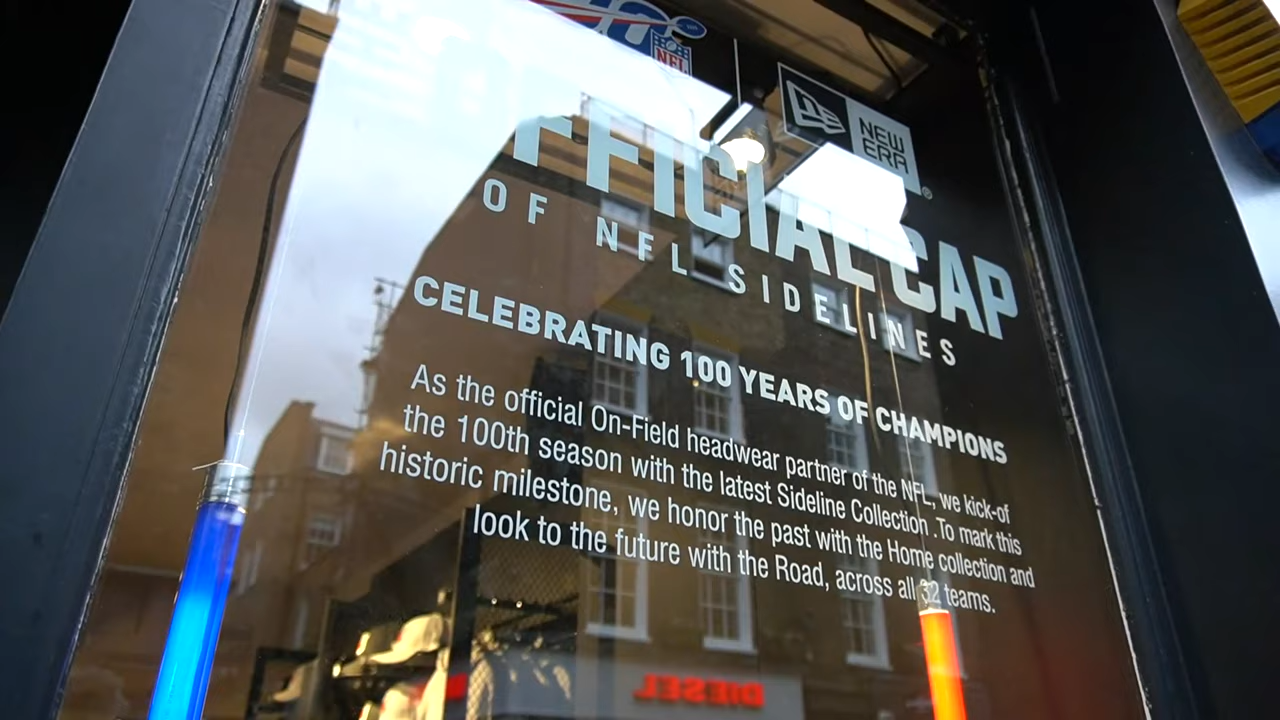 NFL
NEW
ERA
®
OFFICIAL CAP
OF NFL SIDELINES
CELEBRATING 100 YEARS OF CHAMPIONS
As the official On-Field headwear partner of the NFL, we kick-of
the 100th season with the latest Sideline Collection .To mark this
historic milestone, we honor the past with the Home collection and
look to the future with the Road, across all 32 teams.
DIESEL